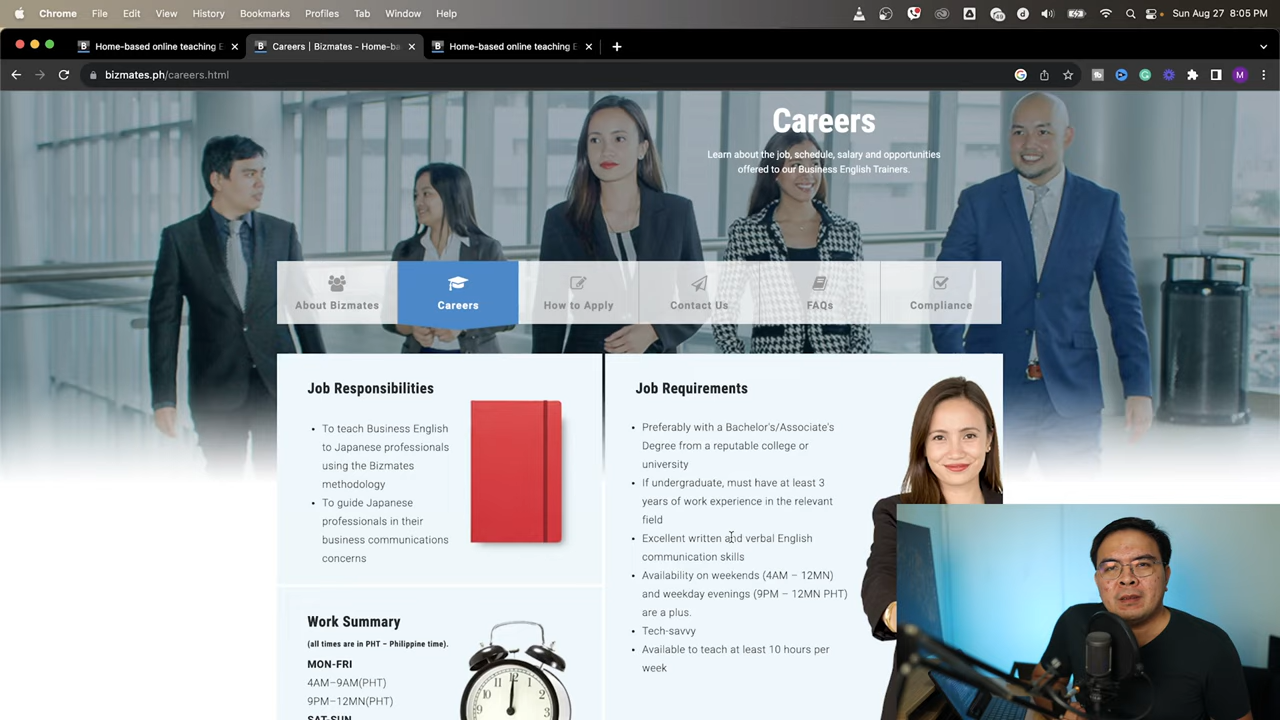 Chrome File Edit View History Bookmarks Profiles Tab Window Help
49 Sun Aug 27 8:05 PM
B Home-based online teaching E
B Careers | Bizmates - Home-ba
B Home-based online teaching E
bizmates.ph/careers.html
M
Careers
Learn about the job, schedule, salary and opportunities
offered to our Business English Trainers.
About Bizmates
Careers
How to Apply
Contact Us
FAQs
Compliance
Job Responsibilities
To teach Business English
to Japanese professionals
using the Bizmates
methodology
To guide Japanese
professionals in their
business communications
concerns
Job Requirements
Preferably with a Bachelor's/Associate's
Degree from a reputable college or
university
If undergraduate, must have at least 3
years of work experience in the relevant
field
Excellent written and verbal English
communication skills
Availability on weekends (4AM – 12MN)
and weekday evenings (9PM – 12MN PHT)
are a plus.
Tech-savvy
Available to teach at least 10 hours per
week
Work Summary
(all times are in PHT – Philippine time).
MON-FRI
4AM–9AM(PHT)
9PM–12MN(PHT)
SAT-SUN